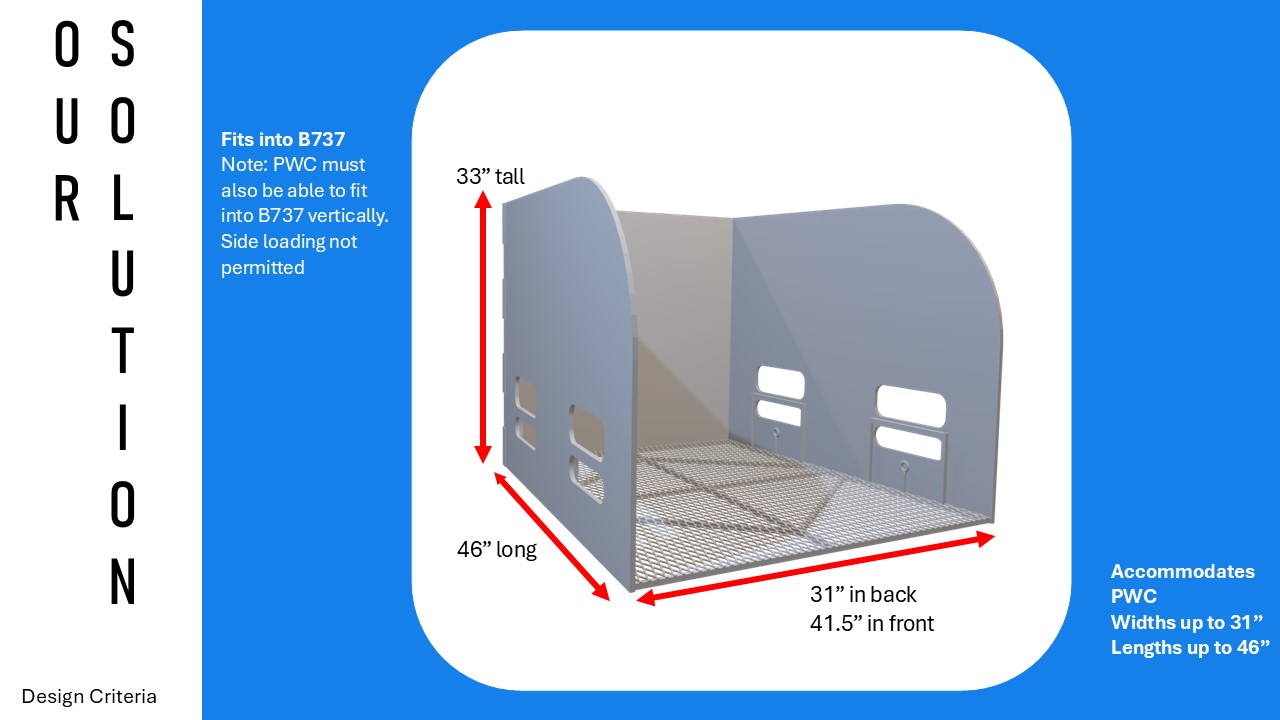 OUR
SOLUTION
Fits into B737
Note: PWC must
also be able to fit
into B737 vertically.
Side loading not
permitted
33” tall
46” long
31” in back
41.5” in front
Accommodates
PWC
Widths up to 31”
Lengths up to 46”
Design Criteria